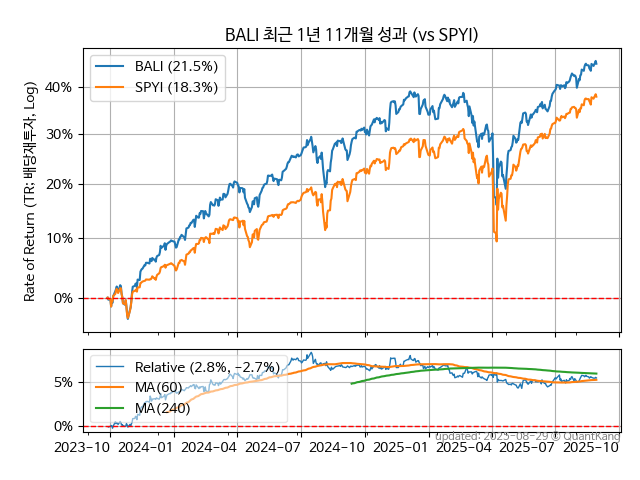 BALI 최근 1년 11개월 성과 (vs SPYI)
BALI (21.5%)
SPYI (18.3%)
Rate of Return (TR: 배당재투자, Log)
40%
30%
20%
10%
0%
Relative (2.8%, −2.7%)
MA(60)
MA(240)
5%
0%
2023-10 2024-01 2024-04 2024-07 2024-10 2025-01 2025-04 2025-07 2025-10
updated: 2025-08-29 © QuantKang